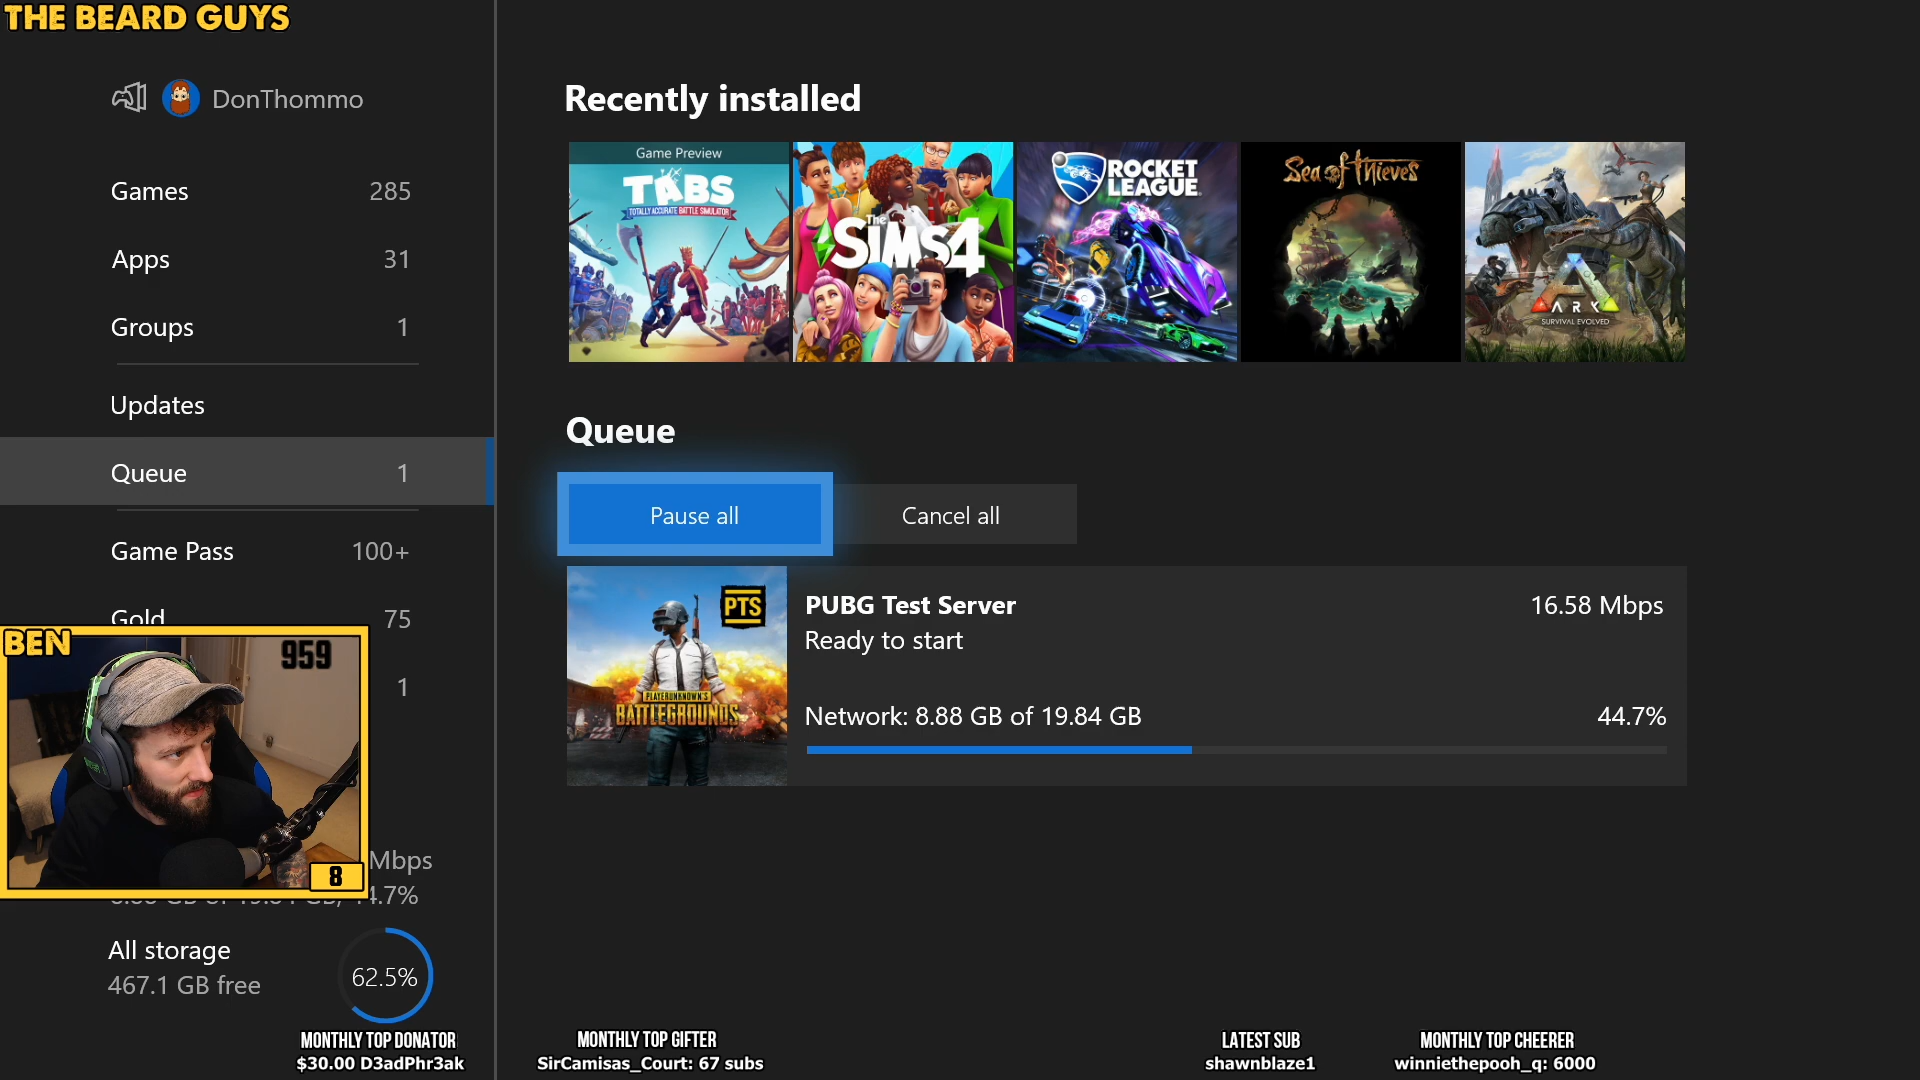 THE BEARD GUYS
DonThommo
Games 285
Apps 31
Groups 1
Updates
Queue 1
Game Pass 100+
Gold 75
1
BEN
959
8
Mbps
All storage
467.1 GB free
62.5%
Recently installed
Game Preview
TABS
TOTALLY ACCURATE BATTLE SIMULATOR
The SIMS 4
ROCKET LEAGUE
Sea of Thieves
ARK
SURVIVAL EVOLVED
Queue
Pause all
Cancel all
PTS
PLAYERUNKNOWN'S
BATTLEGROUNDS
PUBG Test Server 16.58 Mbps
Ready to start
Network: 8.88 GB of 19.84 GB 44.7%
MONTHLY TOP DONATOR
$30.00 D3adPhr3ak
MONTHLY TOP GIFTER
SirCamisas_Court: 67 subs
LATEST SUB
shawnblaze1
MONTHLY TOP CHEERER
winniethepooh_q: 6000